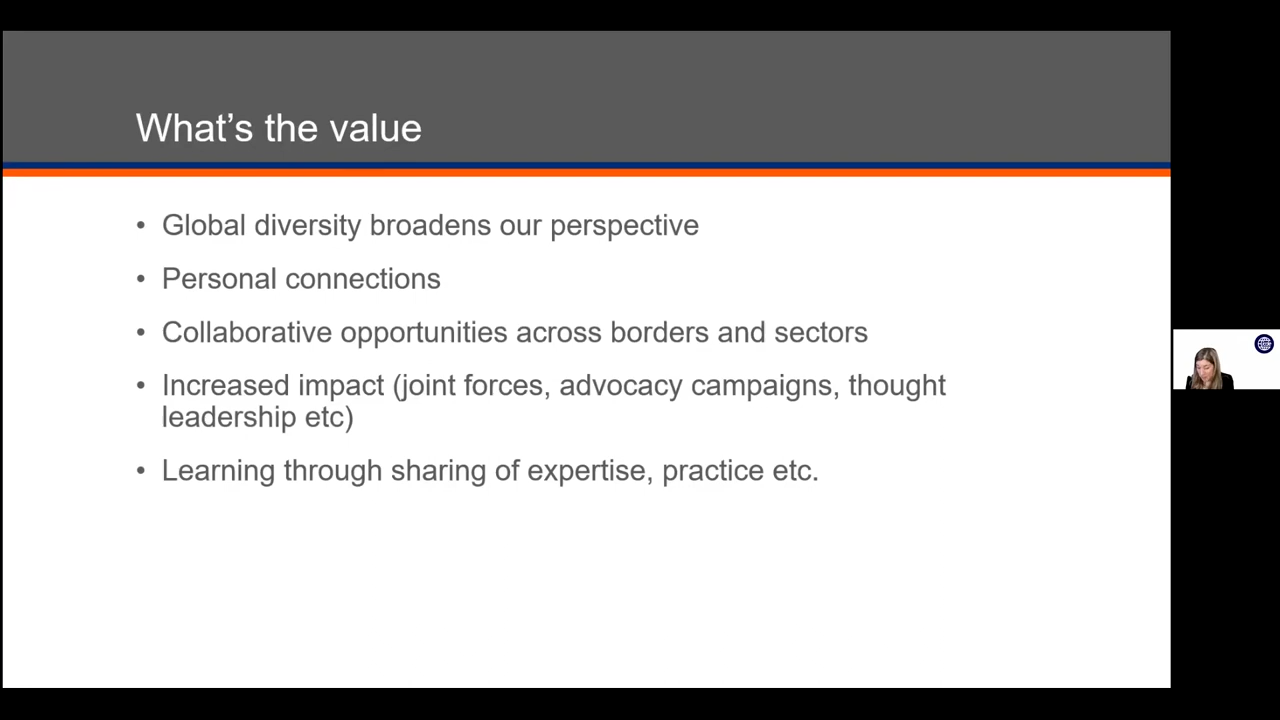 What’s the value
• Global diversity broadens our perspective
• Personal connections
• Collaborative opportunities across borders and sectors
• Increased impact (joint forces, advocacy campaigns, thought
leadership etc)
• Learning through sharing of expertise, practice etc.